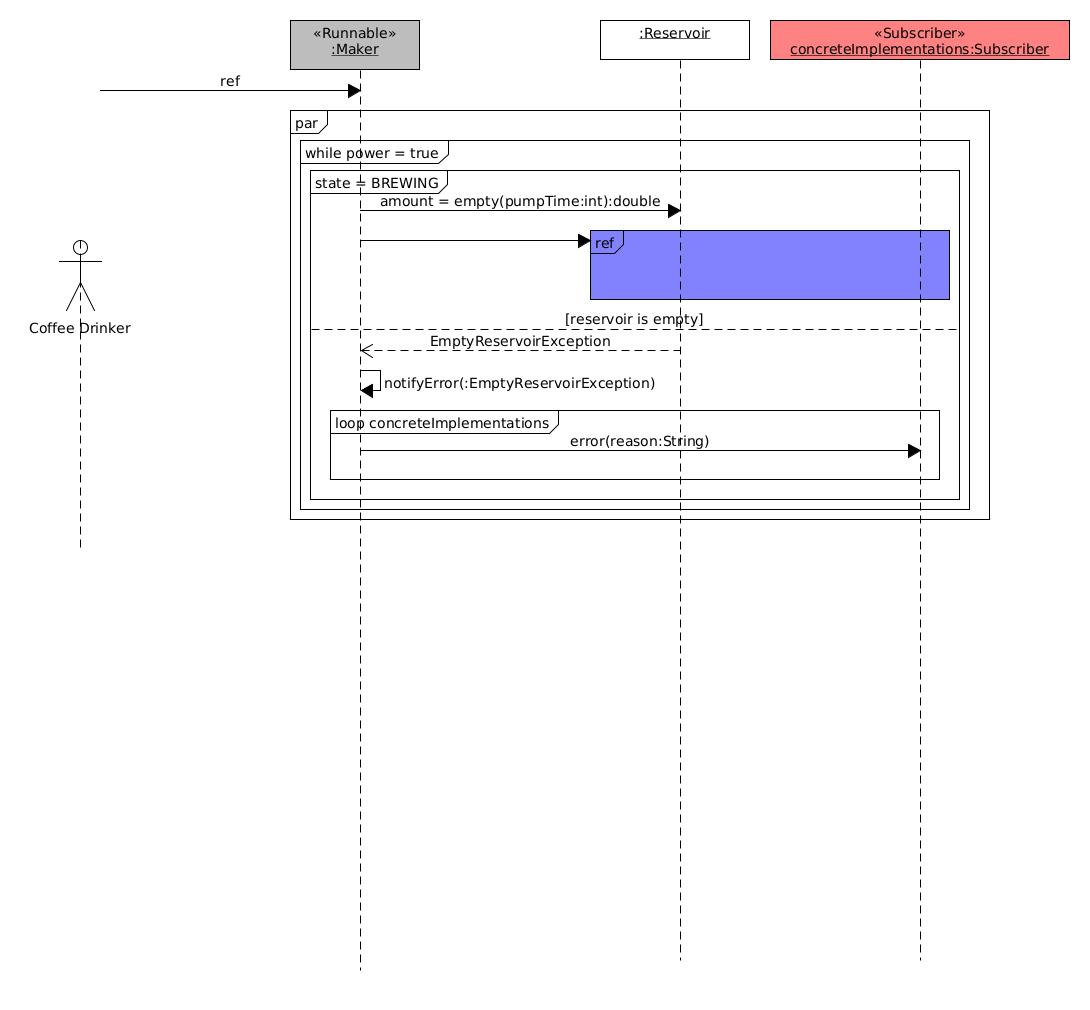 «Runnable»
:Maker
:Reservoir
«Subscriber»
concreteImplementations:Subscriber
ref
par
while power = true
state = BREWING
amount = empty(pumpTime:int):double
ref
Coffee Drinker
[reservoir is empty]
EmptyReservoirException
notifyError(:EmptyReservoirException)
loop concreteImplementations
error(reason:String)